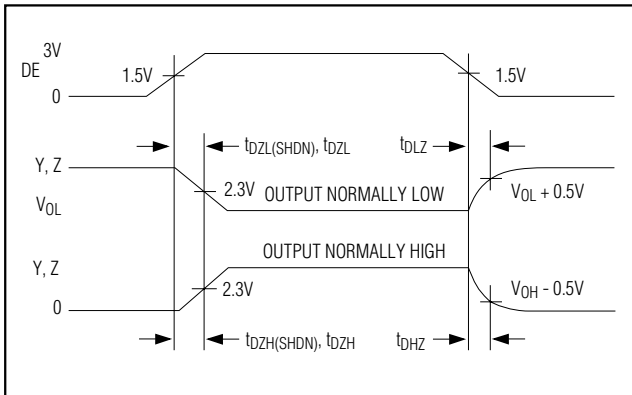 3V
DE
1.5V
1.5V
0
tDZL(SHDN), tDZL
tDLZ
Y, Z
2.3V
OUTPUT NORMALLY LOW
VOL + 0.5V
VOL
OUTPUT NORMALLY HIGH
Y, Z
2.3V
VOH - 0.5V
0
tDZH(SHDN), tDZH
tDHZ